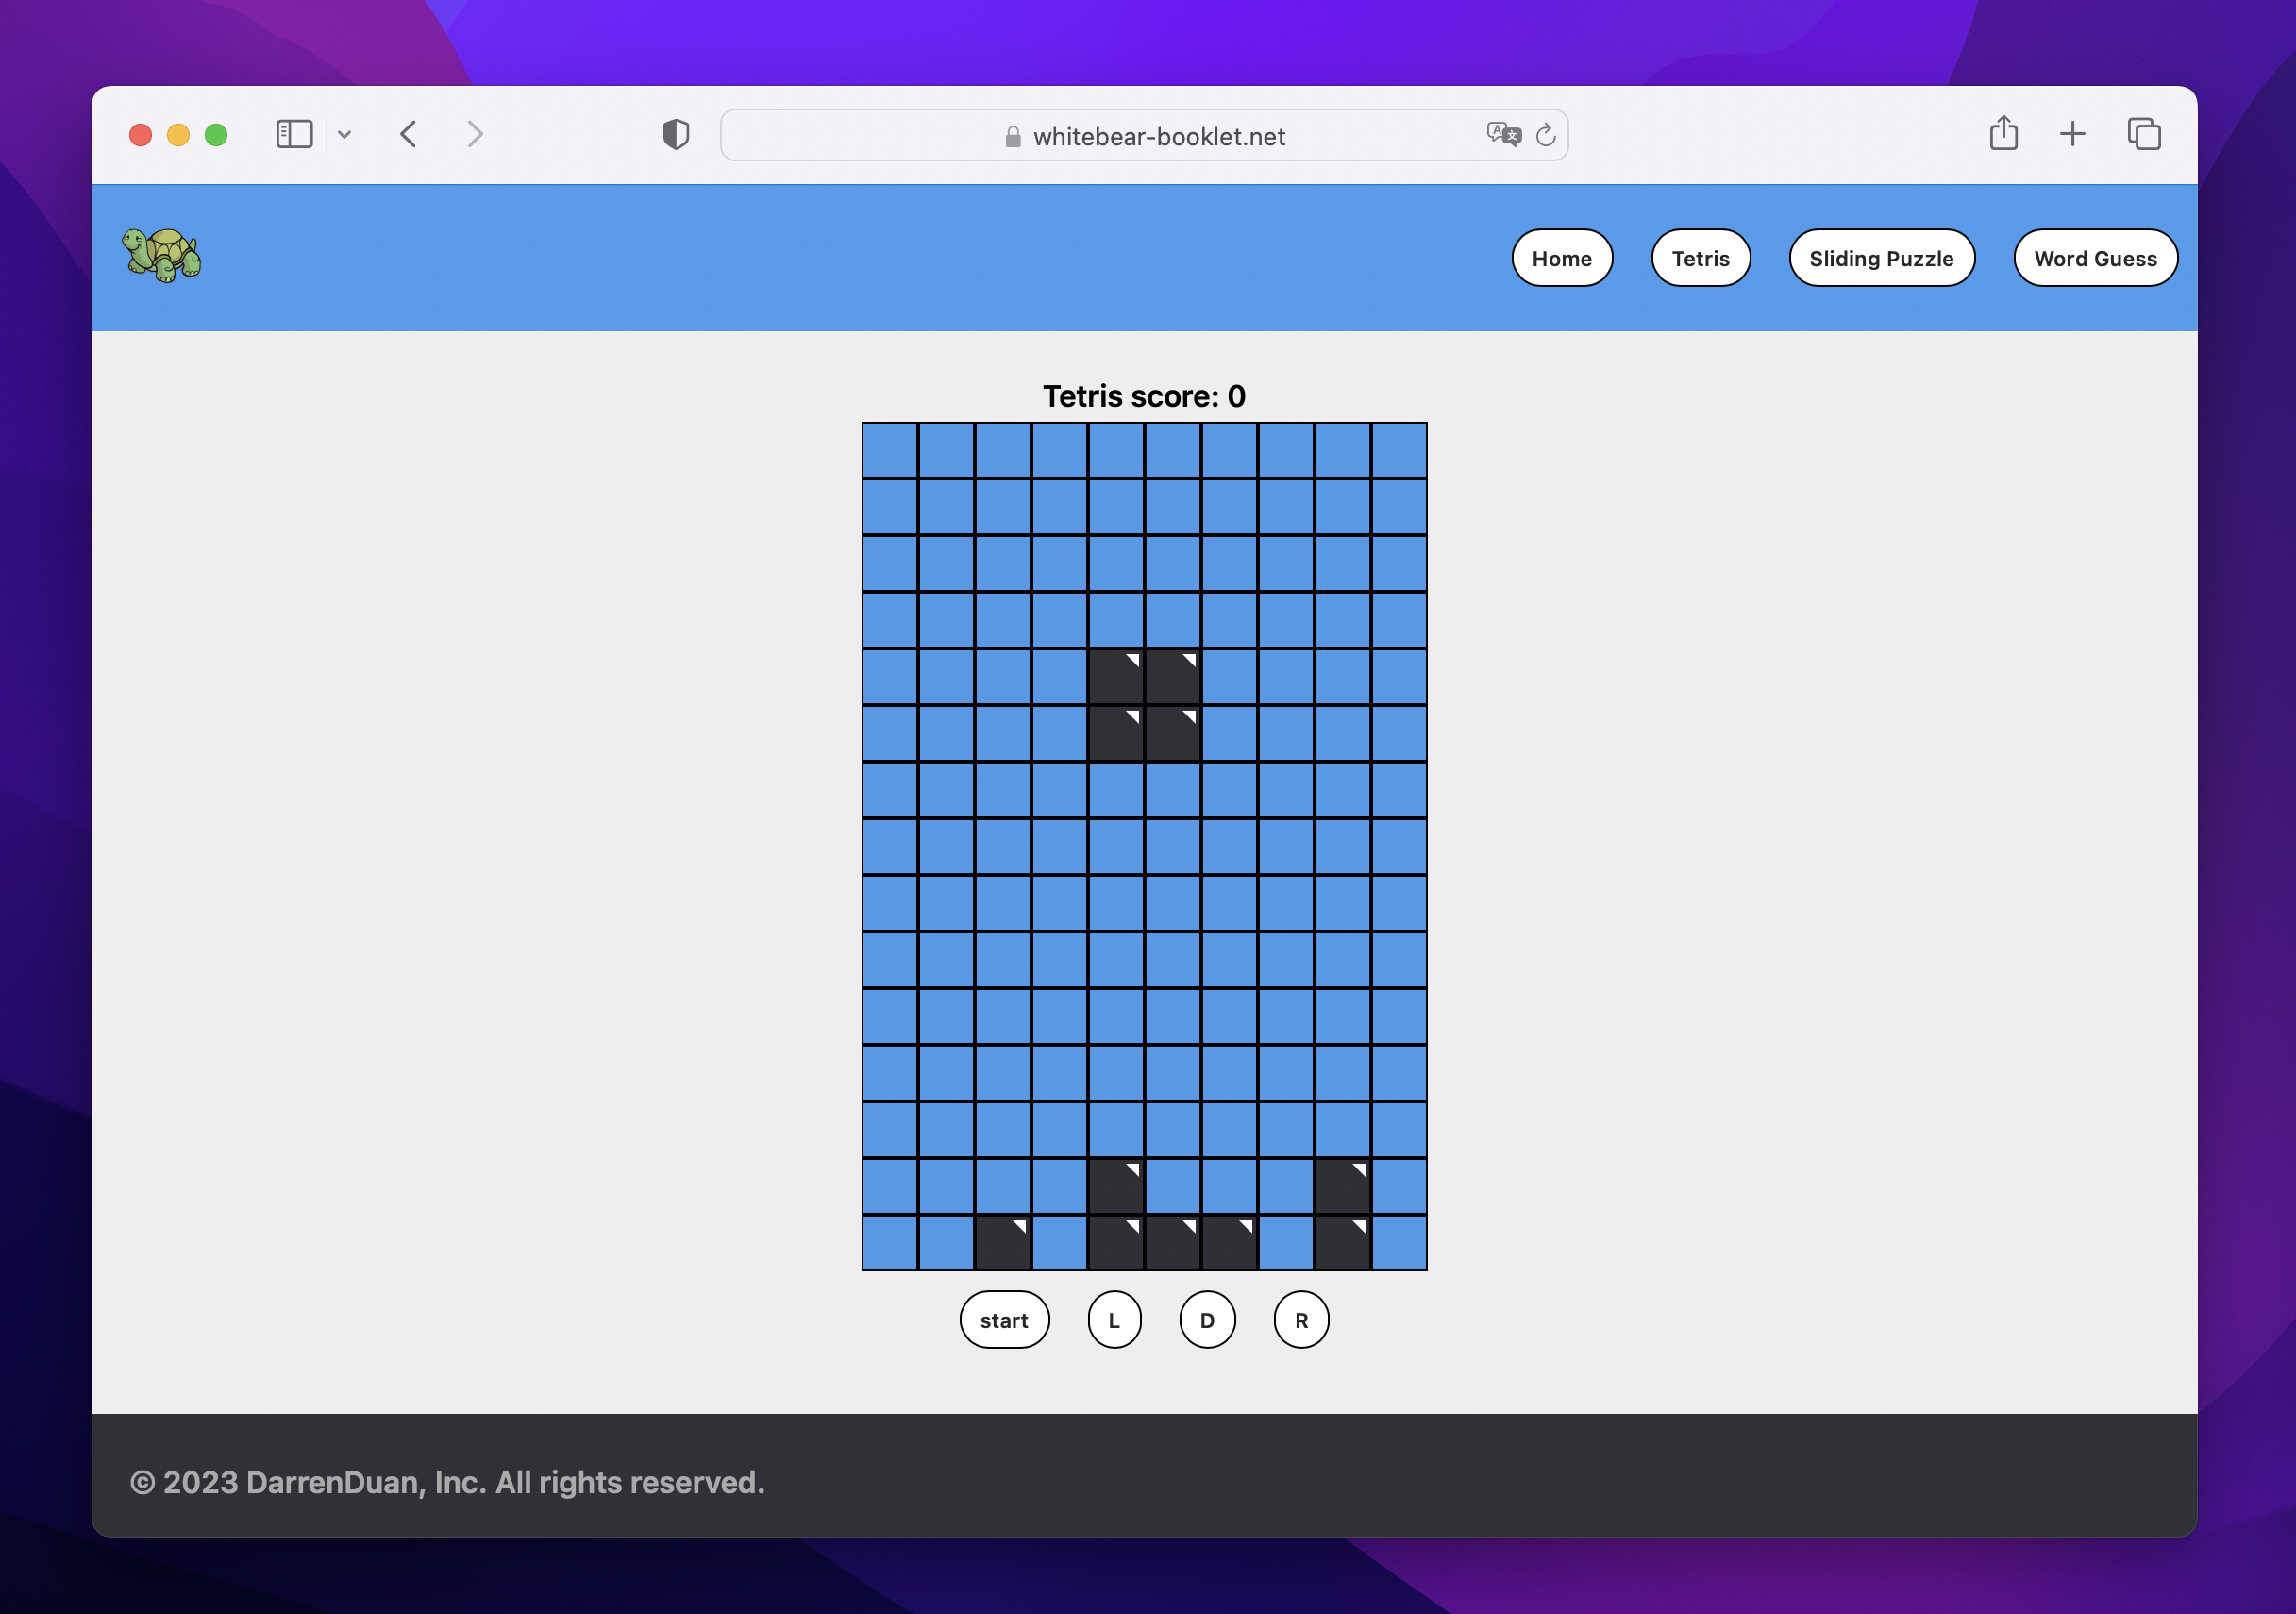 whitebear-booklet.net
Home Tetris Sliding Puzzle Word Guess
Tetris score: 0
start L D R
© 2023 DarrenDuan, Inc. All rights reserved.